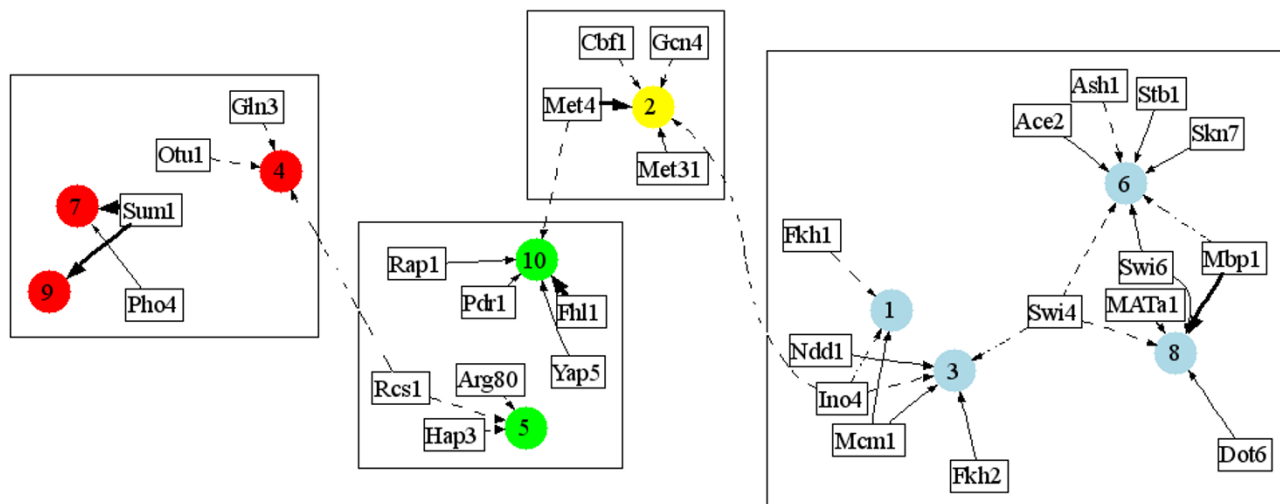 Cbf1
Gcn4
Met4
2
Met31
Gln3
Otu1
4
7
Sum1
9
Pho4
Rap1
10
Pdr1
Fhl1
Yap5
Rcs1
Arg80
Hap3
5
Ash1
Stb1
Ace2
Skn7
6
Fkh1
Swi6
Mbp1
1
Swi4
MATa1
Ndd1
3
8
Ino4
Mcm1
Fkh2
Dot6